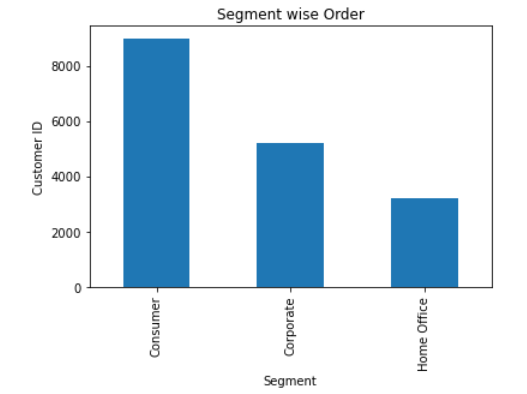 Segment wise Order
8000
6000
4000
2000
0
Customer ID
Consumer
Corporate
Home Office
Segment